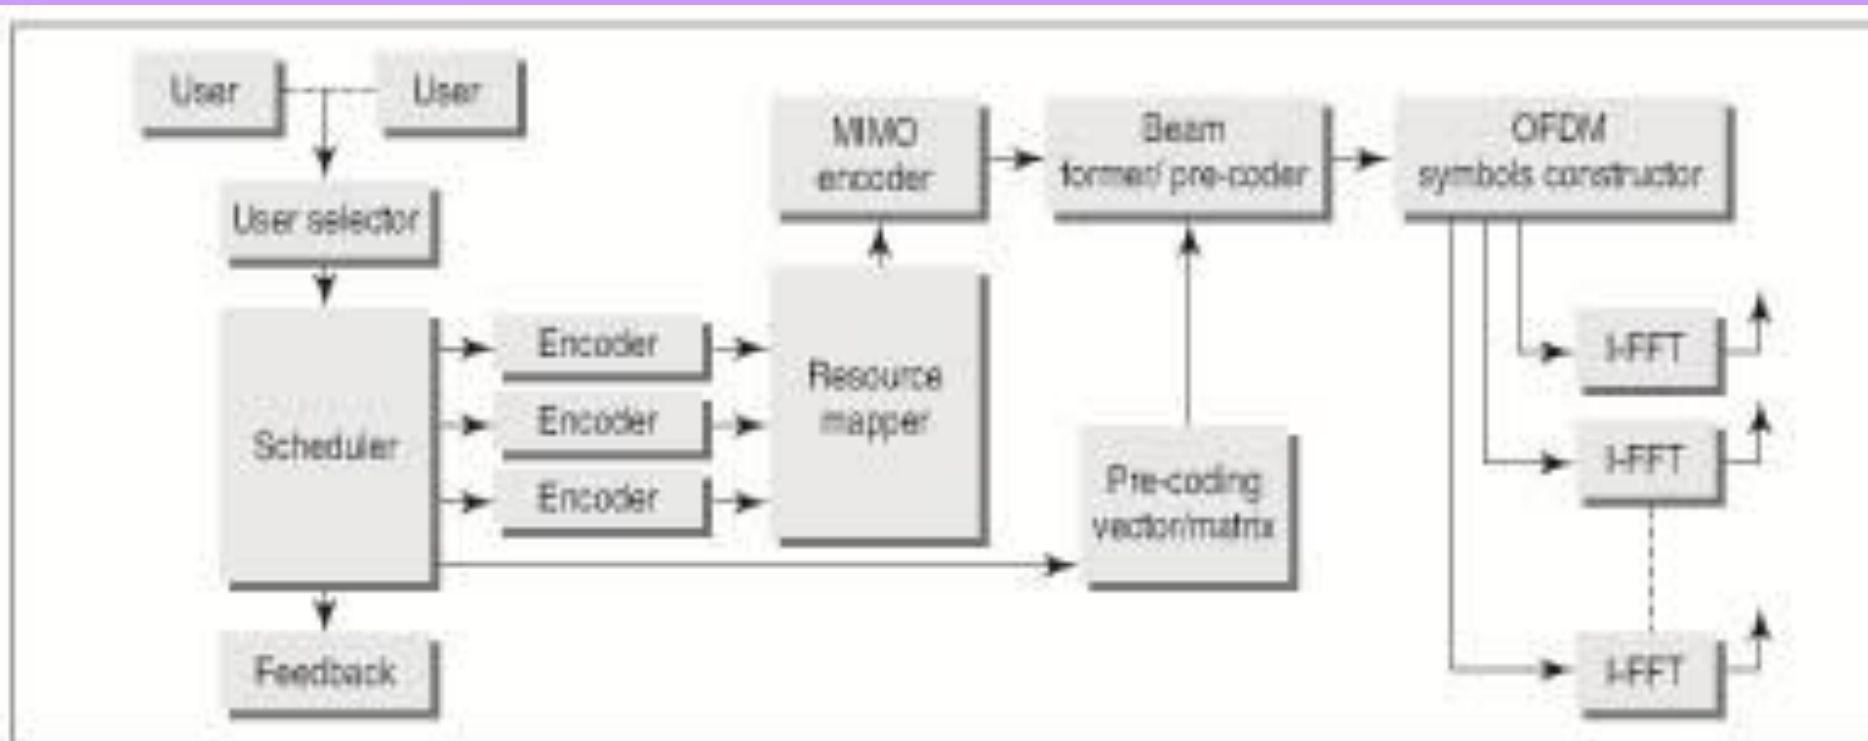 User
User
User selector
Scheduler
Feedback
Encoder
Encoder
Encoder
Resource
mapper
MIMO
encoder
Beam
former/ pre-coder
Pre-coding
vector/matrix
OFDM
symbols constructor
I-FFT
I-FFT
I-FFT